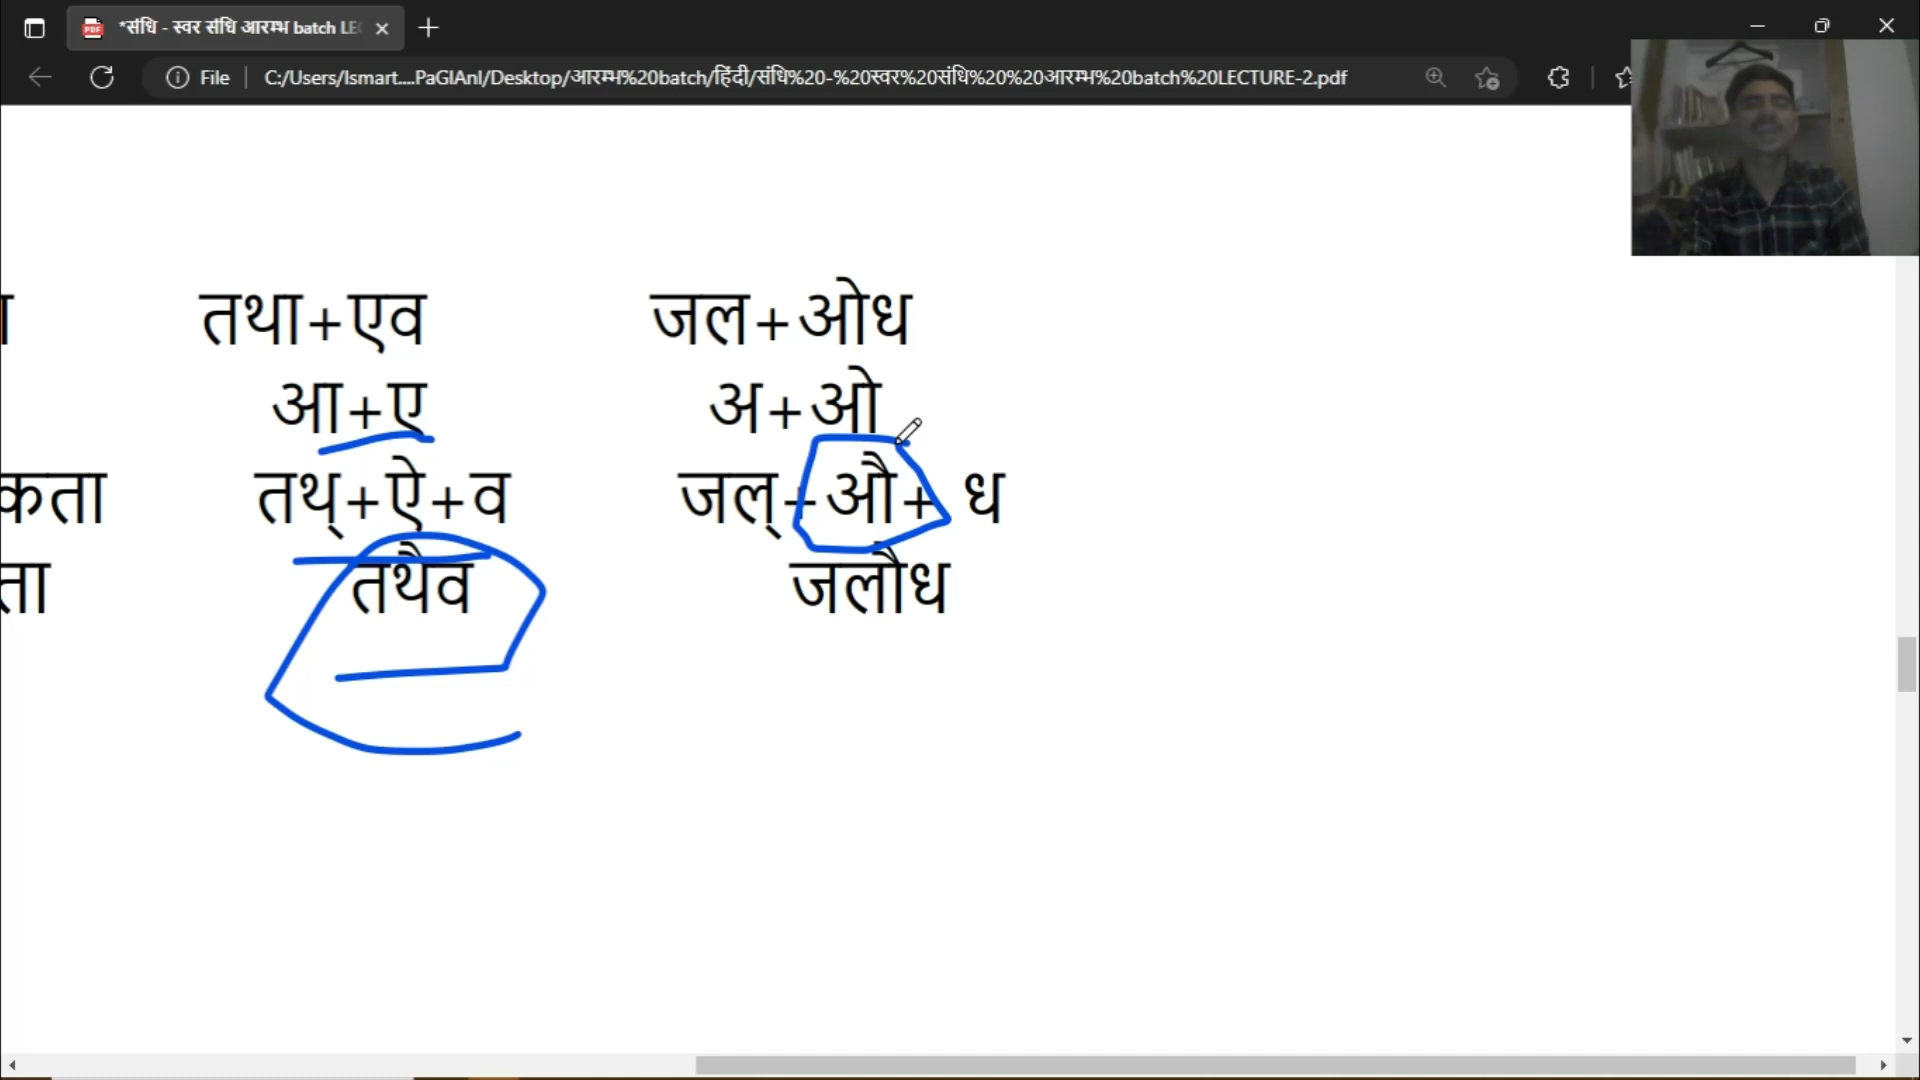 *संधि - स्वर संधि आरम्भ batch LE
File C:/Users/Ismart....PaGlAnI/Desktop/आरम्भ%20batch/हिंदी/संधि%20-%20स्वर%20संधि%20%20आरम्भ%20batch%20LECTURE-2.pdf
ा तथा+एव जल+ओध
आ+ए अ+ओ
कता तथ्+ऐ+व जल्+औ+ ध
ता तथैव जलौध